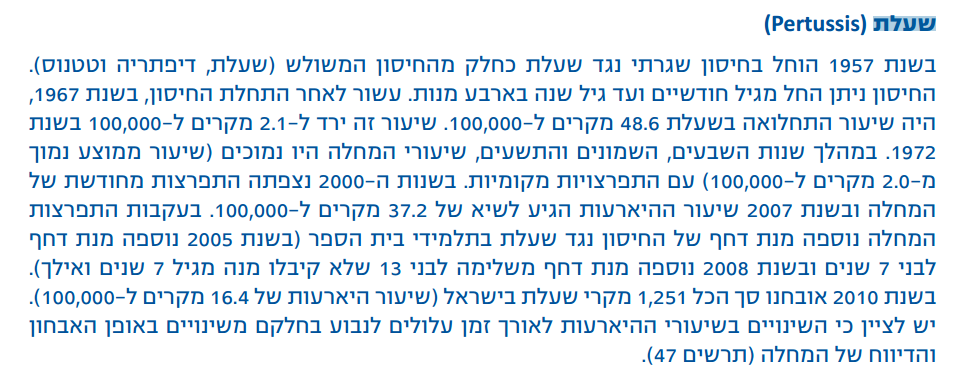 שעלת (Pertussis)
בשנת 1957 הוחל בחיסון שגרתי נגד שעלת כחלק מהחיסון המשולש (שעלת, דיפתריה וטטנוס).
החיסון ניתן החל מגיל חודשיים ועד גיל שנה בארבע מנות. עשור לאחר התחלת החיסון, בשנת 1967,
היה שיעור התחלואה בשעלת 48.6 מקרים ל-100,000. שיעור זה ירד ל-2.1 מקרים ל-100,000 בשנת
1972. במהלך שנות השבעים, השמונים והתשעים, שיעורי המחלה היו נמוכים (שיעור ממוצע נמוך
מ-2.0 מקרים ל-100,000) עם התפרצויות מקומיות. בשנות ה-2000 נצפתה התפרצות מחודשת של
המחלה ובשנת 2007 שיעור ההיארעות הגיע לשיא של 37.2 מקרים ל-100,000. בעקבות התפרצות
המחלה נוספה מנת דחף של החיסון נגד שעלת בתלמידי בית הספר (בשנת 2005 נוספה מנת דחף
לבני 7 שנים ובשנת 2008 נוספה מנת דחף משלימה לבני 13 שלא קיבלו מנה מגיל 7 שנים ואילך).
בשנת 2010 אובחנו סך הכל 1,251 מקרי שעלת בישראל (שיעור היארעות של 16.4 מקרים ל-100,000).
יש לציין כי השינויים בשיעורי ההיארעות לאורך זמן עלולים לנבוע בחלקם משינויים באופן האבחון
והדיווח של המחלה (תרשים 47).